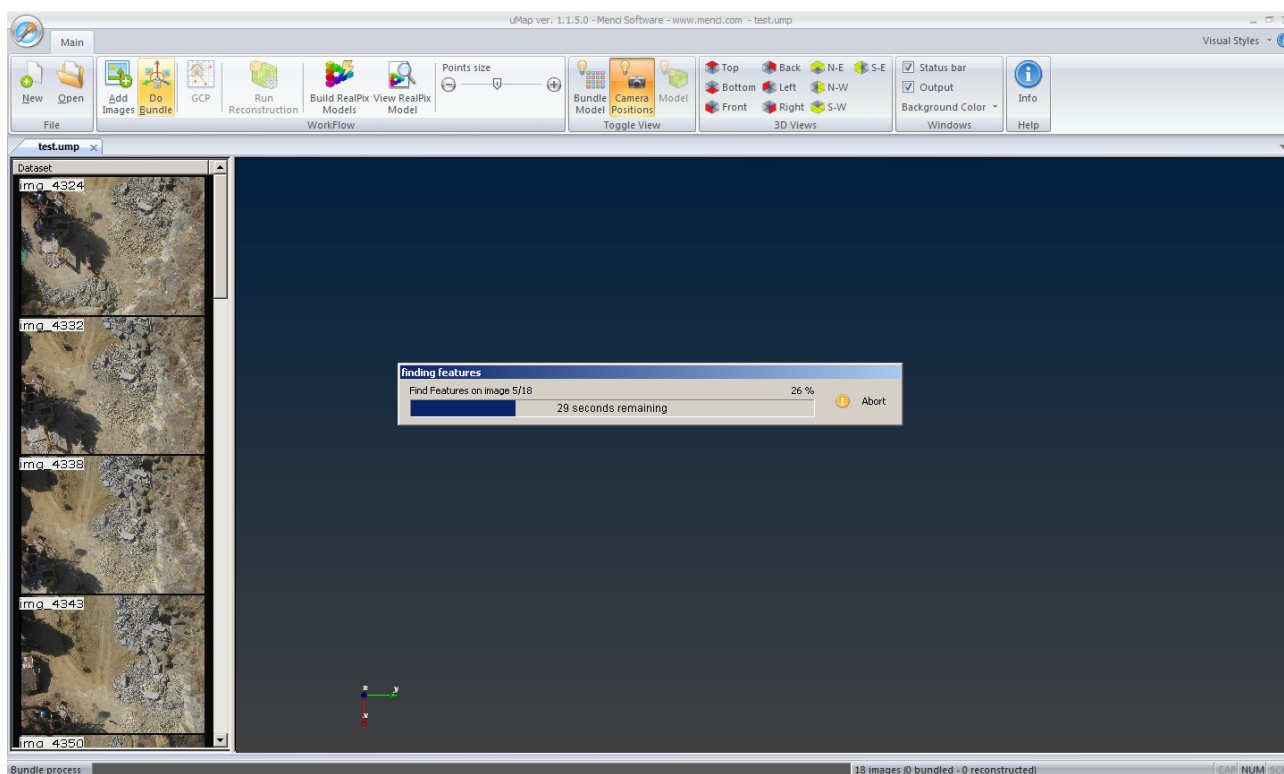 uMap ver. 1.1.5.0 - Menci Software - www.menci.com - test.ump
Main
Visual Styles
New
Open
File
Add Images
Do Bundle
GCP
Run Reconstruction
Build RealPix Models
View RealPix Model
Points size
WorkFlow
Bundle Model
Camera Positions
Model
Toggle View
Top
Back
N-E
S-E
Bottom
Left
N-W
Front
Right
S-W
3D Views
Status bar
Output
Background Color
Windows
Info
Help
test.ump
Dataset
img_4324
img_4332
img_4338
img_4343
img_4350
finding features
Find Features on image 5/18
26 %
29 seconds remaining
Abort
z
y
x
Bundle process
18 images (0 bundled - 0 reconstructed)
CAP NUM